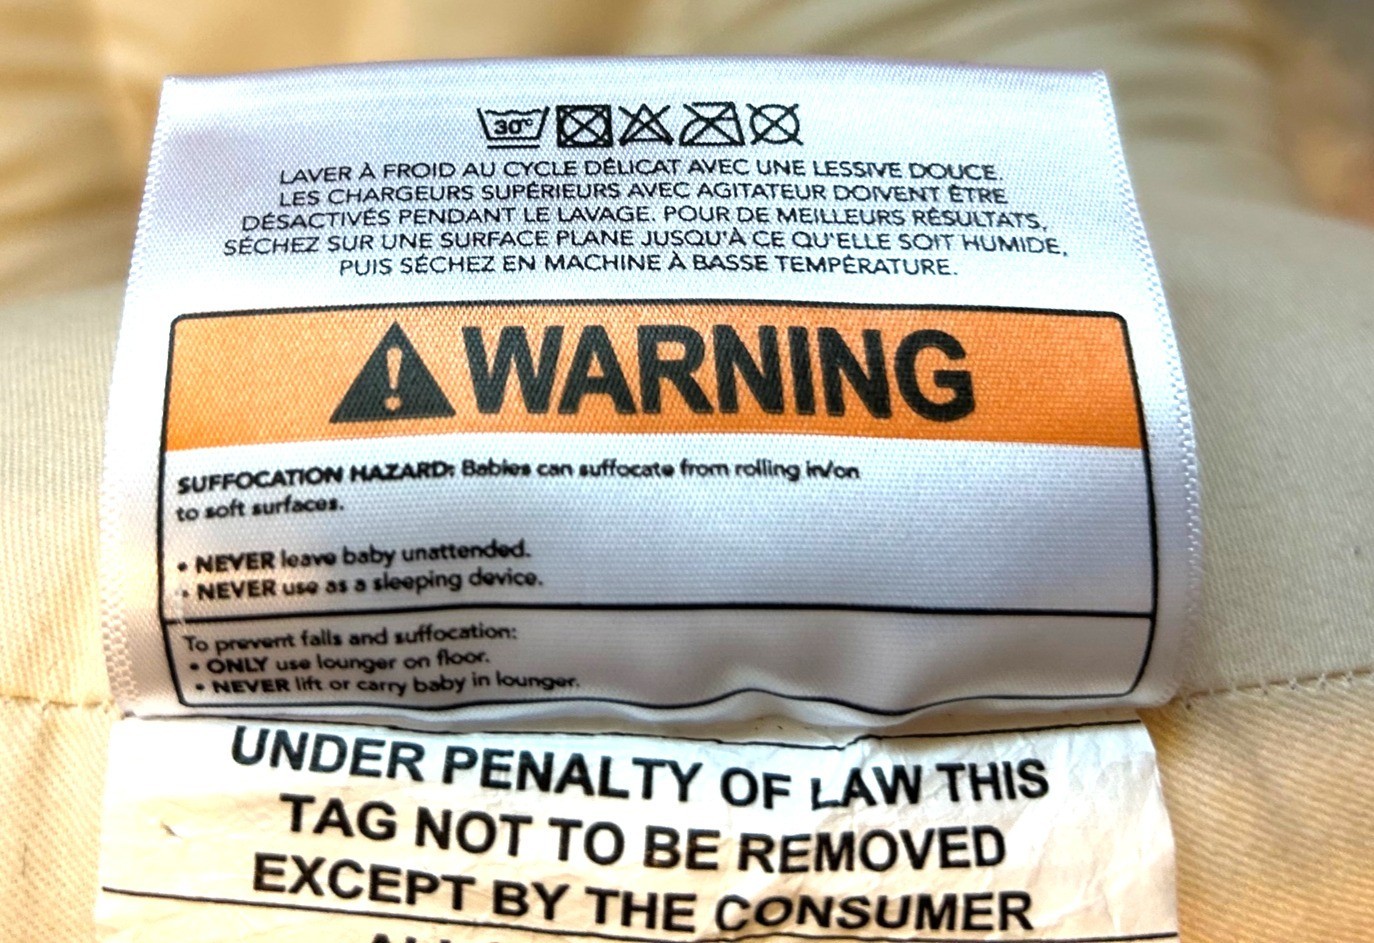 30°
LAVER À FROID AU CYCLE DÉLICAT AVEC UNE LESSIVE DOUCE.
LES CHARGEURS SUPÉRIEURS AVEC AGITATEUR DOIVENT ÊTRE
DÉSACTIVÉS PENDANT LE LAVAGE. POUR DE MEILLEURS RÉSULTATS,
SÉCHEZ SUR UNE SURFACE PLANE JUSQU'À CE QU'ELLE SOIT HUMIDE,
PUIS SÉCHEZ EN MACHINE À BASSE TEMPÉRATURE.
WARNING
SUFFOCATION HAZARD: Babies can suffocate from rolling in/on
to soft surfaces.
• NEVER leave baby unattended.
• NEVER use as a sleeping device.
To prevent falls and suffocation:
• ONLY use lounger on floor.
• NEVER lift or carry baby in lounger.
UNDER PENALTY OF LAW THIS
TAG NOT TO BE REMOVED
EXCEPT BY THE CONSUMER